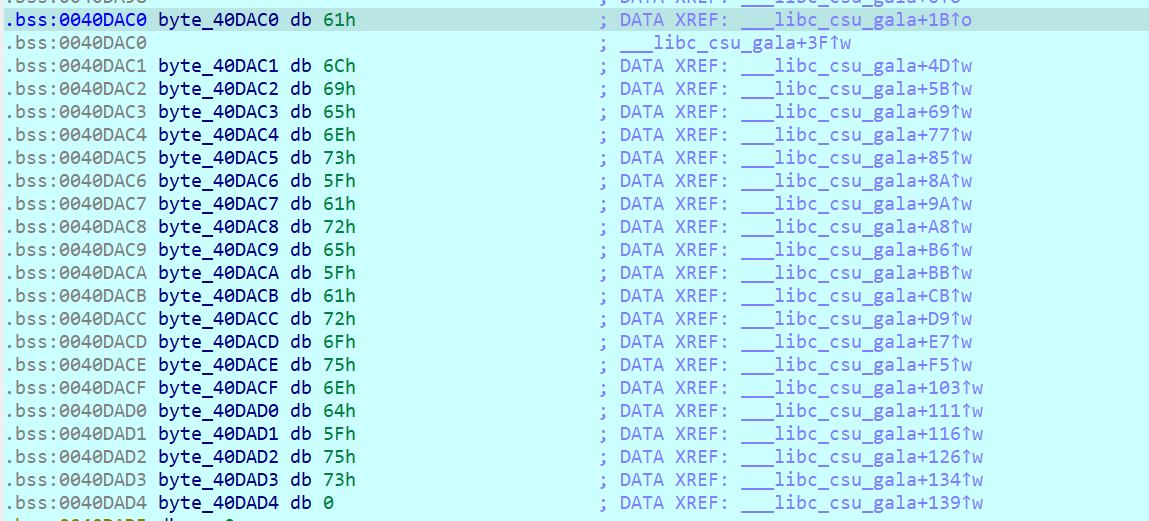 .bss:0040DAC0 byte_40DAC0 db 61h ; DATA XREF: ___libc_csu_gala+1B↑o
.bss:0040DAC0 ; ___libc_csu_gala+3F↑w
.bss:0040DAC1 byte_40DAC1 db 6Ch ; DATA XREF: ___libc_csu_gala+4D↑w
.bss:0040DAC2 byte_40DAC2 db 69h ; DATA XREF: ___libc_csu_gala+5B↑w
.bss:0040DAC3 byte_40DAC3 db 65h ; DATA XREF: ___libc_csu_gala+69↑w
.bss:0040DAC4 byte_40DAC4 db 6Eh ; DATA XREF: ___libc_csu_gala+77↑w
.bss:0040DAC5 byte_40DAC5 db 73h ; DATA XREF: ___libc_csu_gala+85↑w
.bss:0040DAC6 byte_40DAC6 db 5Fh ; DATA XREF: ___libc_csu_gala+8A↑w
.bss:0040DAC7 byte_40DAC7 db 61h ; DATA XREF: ___libc_csu_gala+9A↑w
.bss:0040DAC8 byte_40DAC8 db 72h ; DATA XREF: ___libc_csu_gala+A8↑w
.bss:0040DAC9 byte_40DAC9 db 65h ; DATA XREF: ___libc_csu_gala+B6↑w
.bss:0040DACA byte_40DACA db 5Fh ; DATA XREF: ___libc_csu_gala+BB↑w
.bss:0040DACB byte_40DACB db 61h ; DATA XREF: ___libc_csu_gala+CB↑w
.bss:0040DACC byte_40DACC db 72h ; DATA XREF: ___libc_csu_gala+D9↑w
.bss:0040DACD byte_40DACD db 6Fh ; DATA XREF: ___libc_csu_gala+E7↑w
.bss:0040DACE byte_40DACE db 75h ; DATA XREF: ___libc_csu_gala+F5↑w
.bss:0040DACF byte_40DACF db 6Eh ; DATA XREF: ___libc_csu_gala+103↑w
.bss:0040DAD0 byte_40DAD0 db 64h ; DATA XREF: ___libc_csu_gala+111↑w
.bss:0040DAD1 byte_40DAD1 db 5Fh ; DATA XREF: ___libc_csu_gala+116↑w
.bss:0040DAD2 byte_40DAD2 db 75h ; DATA XREF: ___libc_csu_gala+126↑w
.bss:0040DAD3 byte_40DAD3 db 73h ; DATA XREF: ___libc_csu_gala+134↑w
.bss:0040DAD4 byte_40DAD4 db 0 ; DATA XREF: ___libc_csu_gala+139↑w